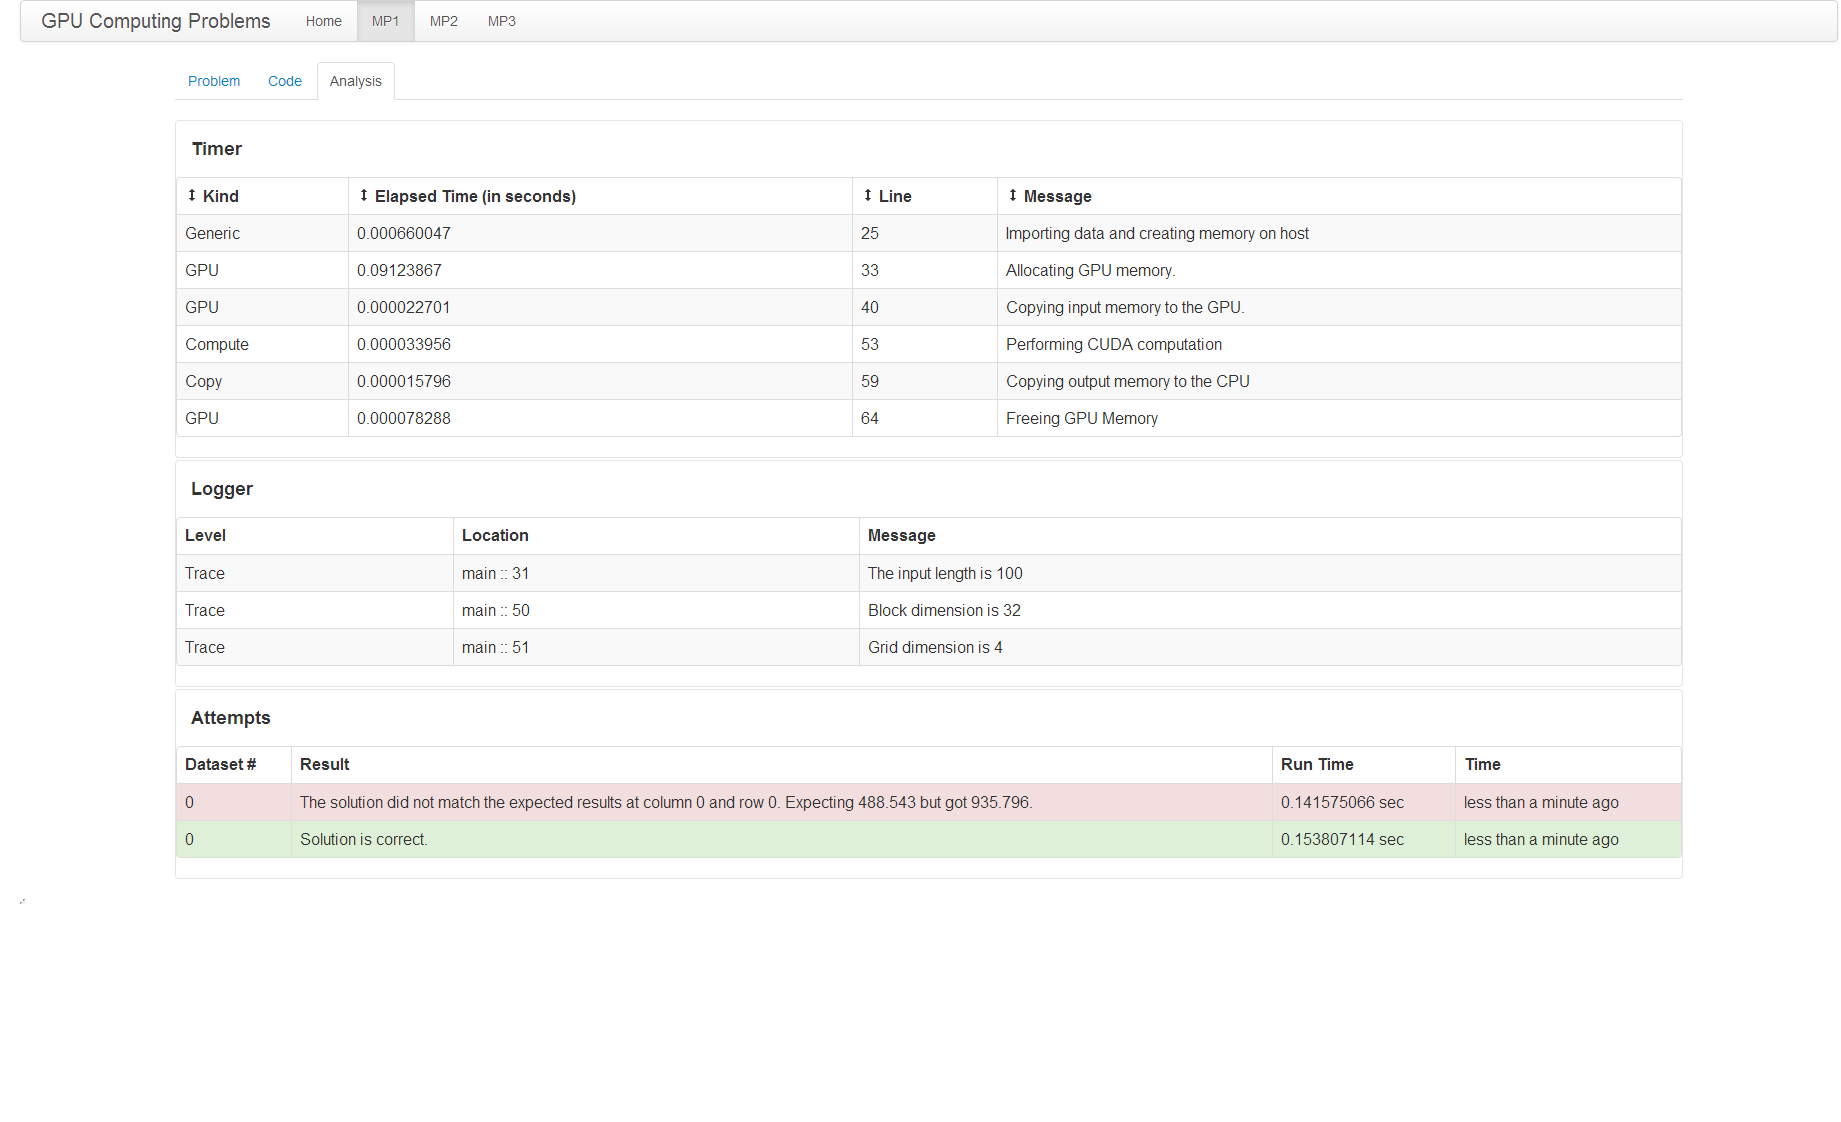 GPU Computing Problems Home MP1 MP2 MP3
Problem Code Analysis
Timer
Kind Elapsed Time (in seconds) Line Message
Generic 0.000660047 25 Importing data and creating memory on host
GPU 0.09123867 33 Allocating GPU memory.
GPU 0.000022701 40 Copying input memory to the GPU.
Compute 0.000033956 53 Performing CUDA computation
Copy 0.000015796 59 Copying output memory to the CPU
GPU 0.000078288 64 Freeing GPU Memory
Logger
Level Location Message
Trace main :: 31 The input length is 100
Trace main :: 50 Block dimension is 32
Trace main :: 51 Grid dimension is 4
Attempts
Dataset # Result Run Time Time
0 The solution did not match the expected results at column 0 and row 0. Expecting 488.543 but got 935.796. 0.141575066 sec less than a minute ago
0 Solution is correct. 0.153807114 sec less than a minute ago